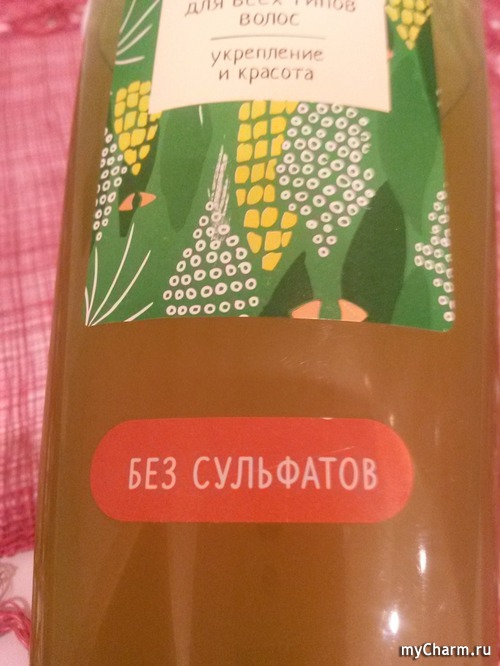 ДЛЯ ВСЕХ ТИПОВ
ВОЛОС
укрепление
и красота
БЕЗ СУЛЬФАТОВ
myCharm.ru